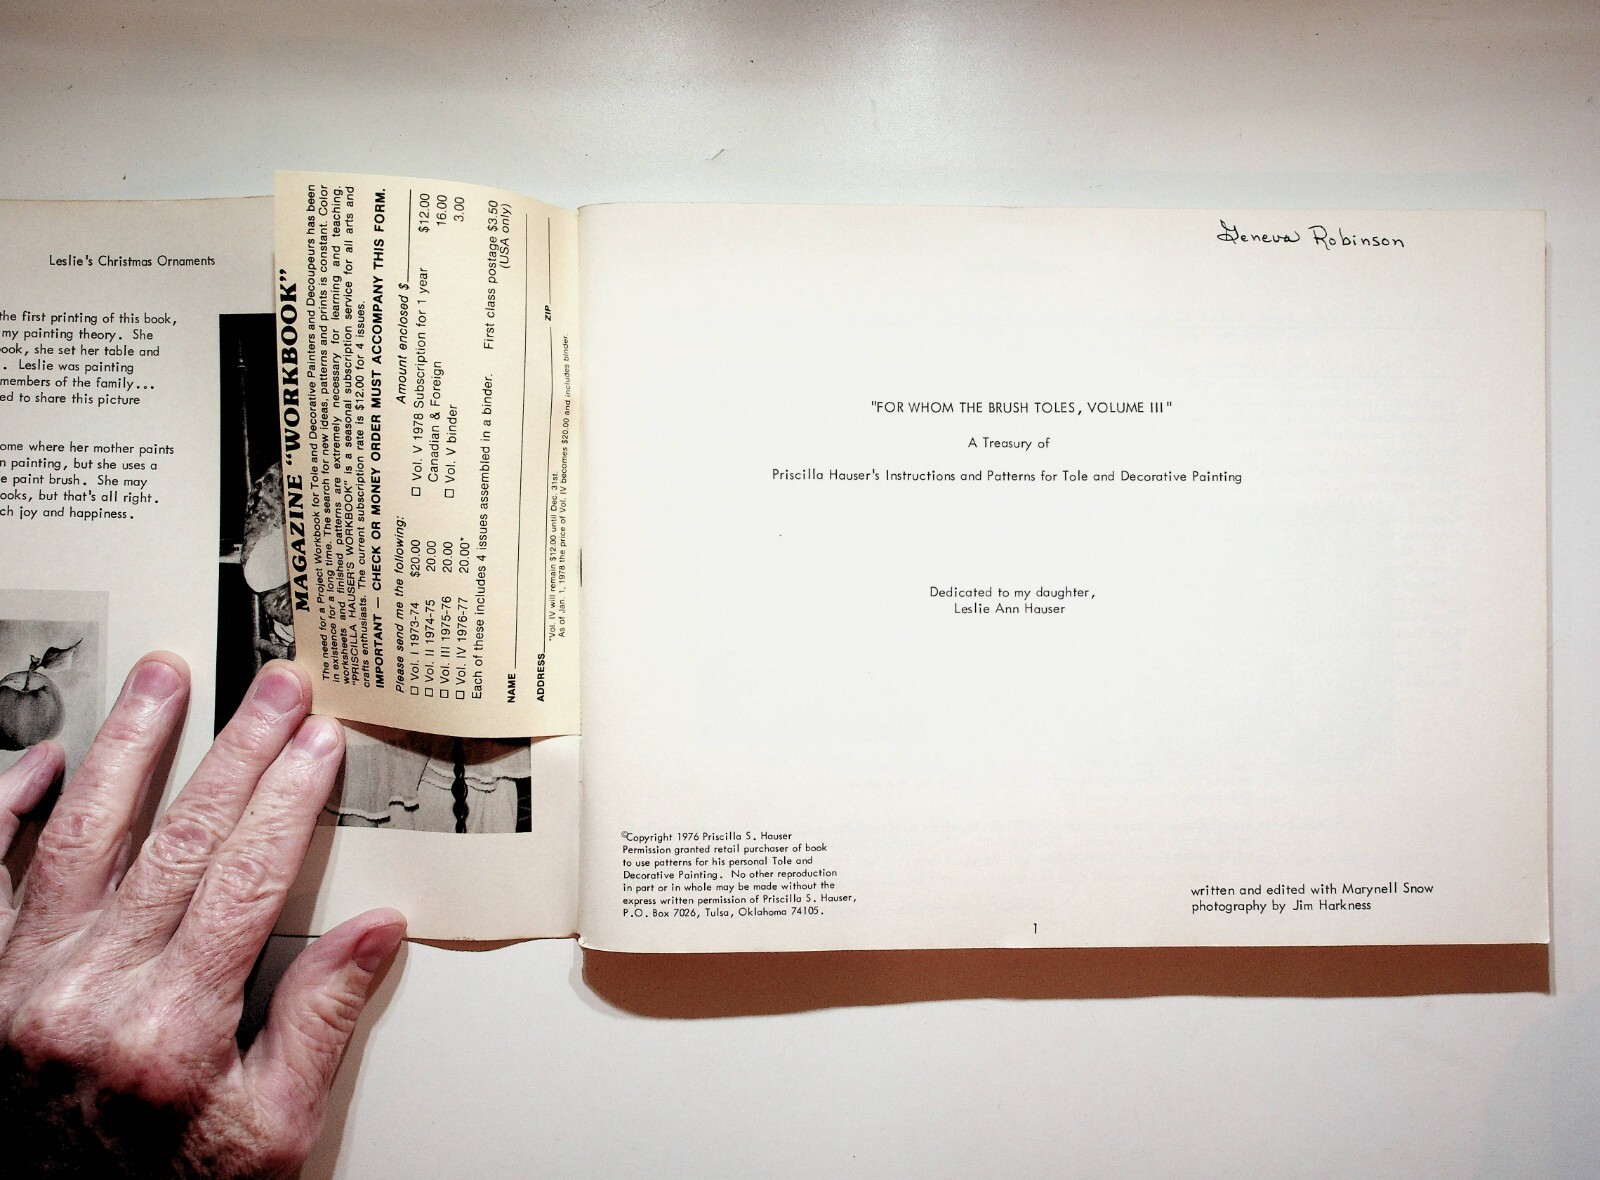 Leslie's Christmas Ornaments
the first printing of this book,
my painting theory. She
ook, she set her table and
. Leslie was painting
members of the family...
ed to share this picture
ome where her mother paints
n painting, but she uses a
e paint brush. She may
ooks, but that's all right.
ch joy and happiness.
MAGAZINE "WORKBOOK"
The need for a Project Workbook for Tole and Decorative Painters and Decoupeurs has been
in existence for a long time. The search for new ideas, patterns and prints is constant. Color
worksheets and finished patterns are extremely necessary for learning and teaching.
"PRISCILLA HAUSER'S WORKBOOK" is a seasonal subscription service for all arts and
crafts enthusiasts. The current subscription rate is $12.00 for 4 issues.
IMPORTANT — CHECK OR MONEY ORDER MUST ACCOMPANY THIS FORM.
Please send me the following: Amount enclosed $
☐ Vol. I 1973-74 $20.00 ☐ Vol. V 1978 Subscription for 1 year $12.00
☐ Vol. II 1974-75 20.00 Canadian & Foreign 16.00
☐ Vol. III 1975-76 20.00 ☐ Vol. V binder 3.00
☐ Vol. IV 1976-77 20.00*
Each of these includes 4 issues assembled in a binder. First class postage $3.50
(USA only)
NAME
ADDRESS ZIP
*Vol. IV will remain $12.00 until Dec. 31st.
As of Jan. 1, 1978 the price of Vol. IV becomes $20.00 and includes binder.
Geneva Robinson
"FOR WHOM THE BRUSH TOLES, VOLUME III"
A Treasury of
Priscilla Hauser's Instructions and Patterns for Tole and Decorative Painting
Dedicated to my daughter,
Leslie Ann Hauser
©Copyright 1976 Priscilla S. Hauser
Permission granted retail purchaser of book
to use patterns for his personal Tole and
Decorative Painting. No other reproduction
in part or in whole may be made without the
express written permission of Priscilla S. Hauser,
P.O. Box 7026, Tulsa, Oklahoma 74105.
written and edited with Marynell Snow
photography by Jim Harkness
1